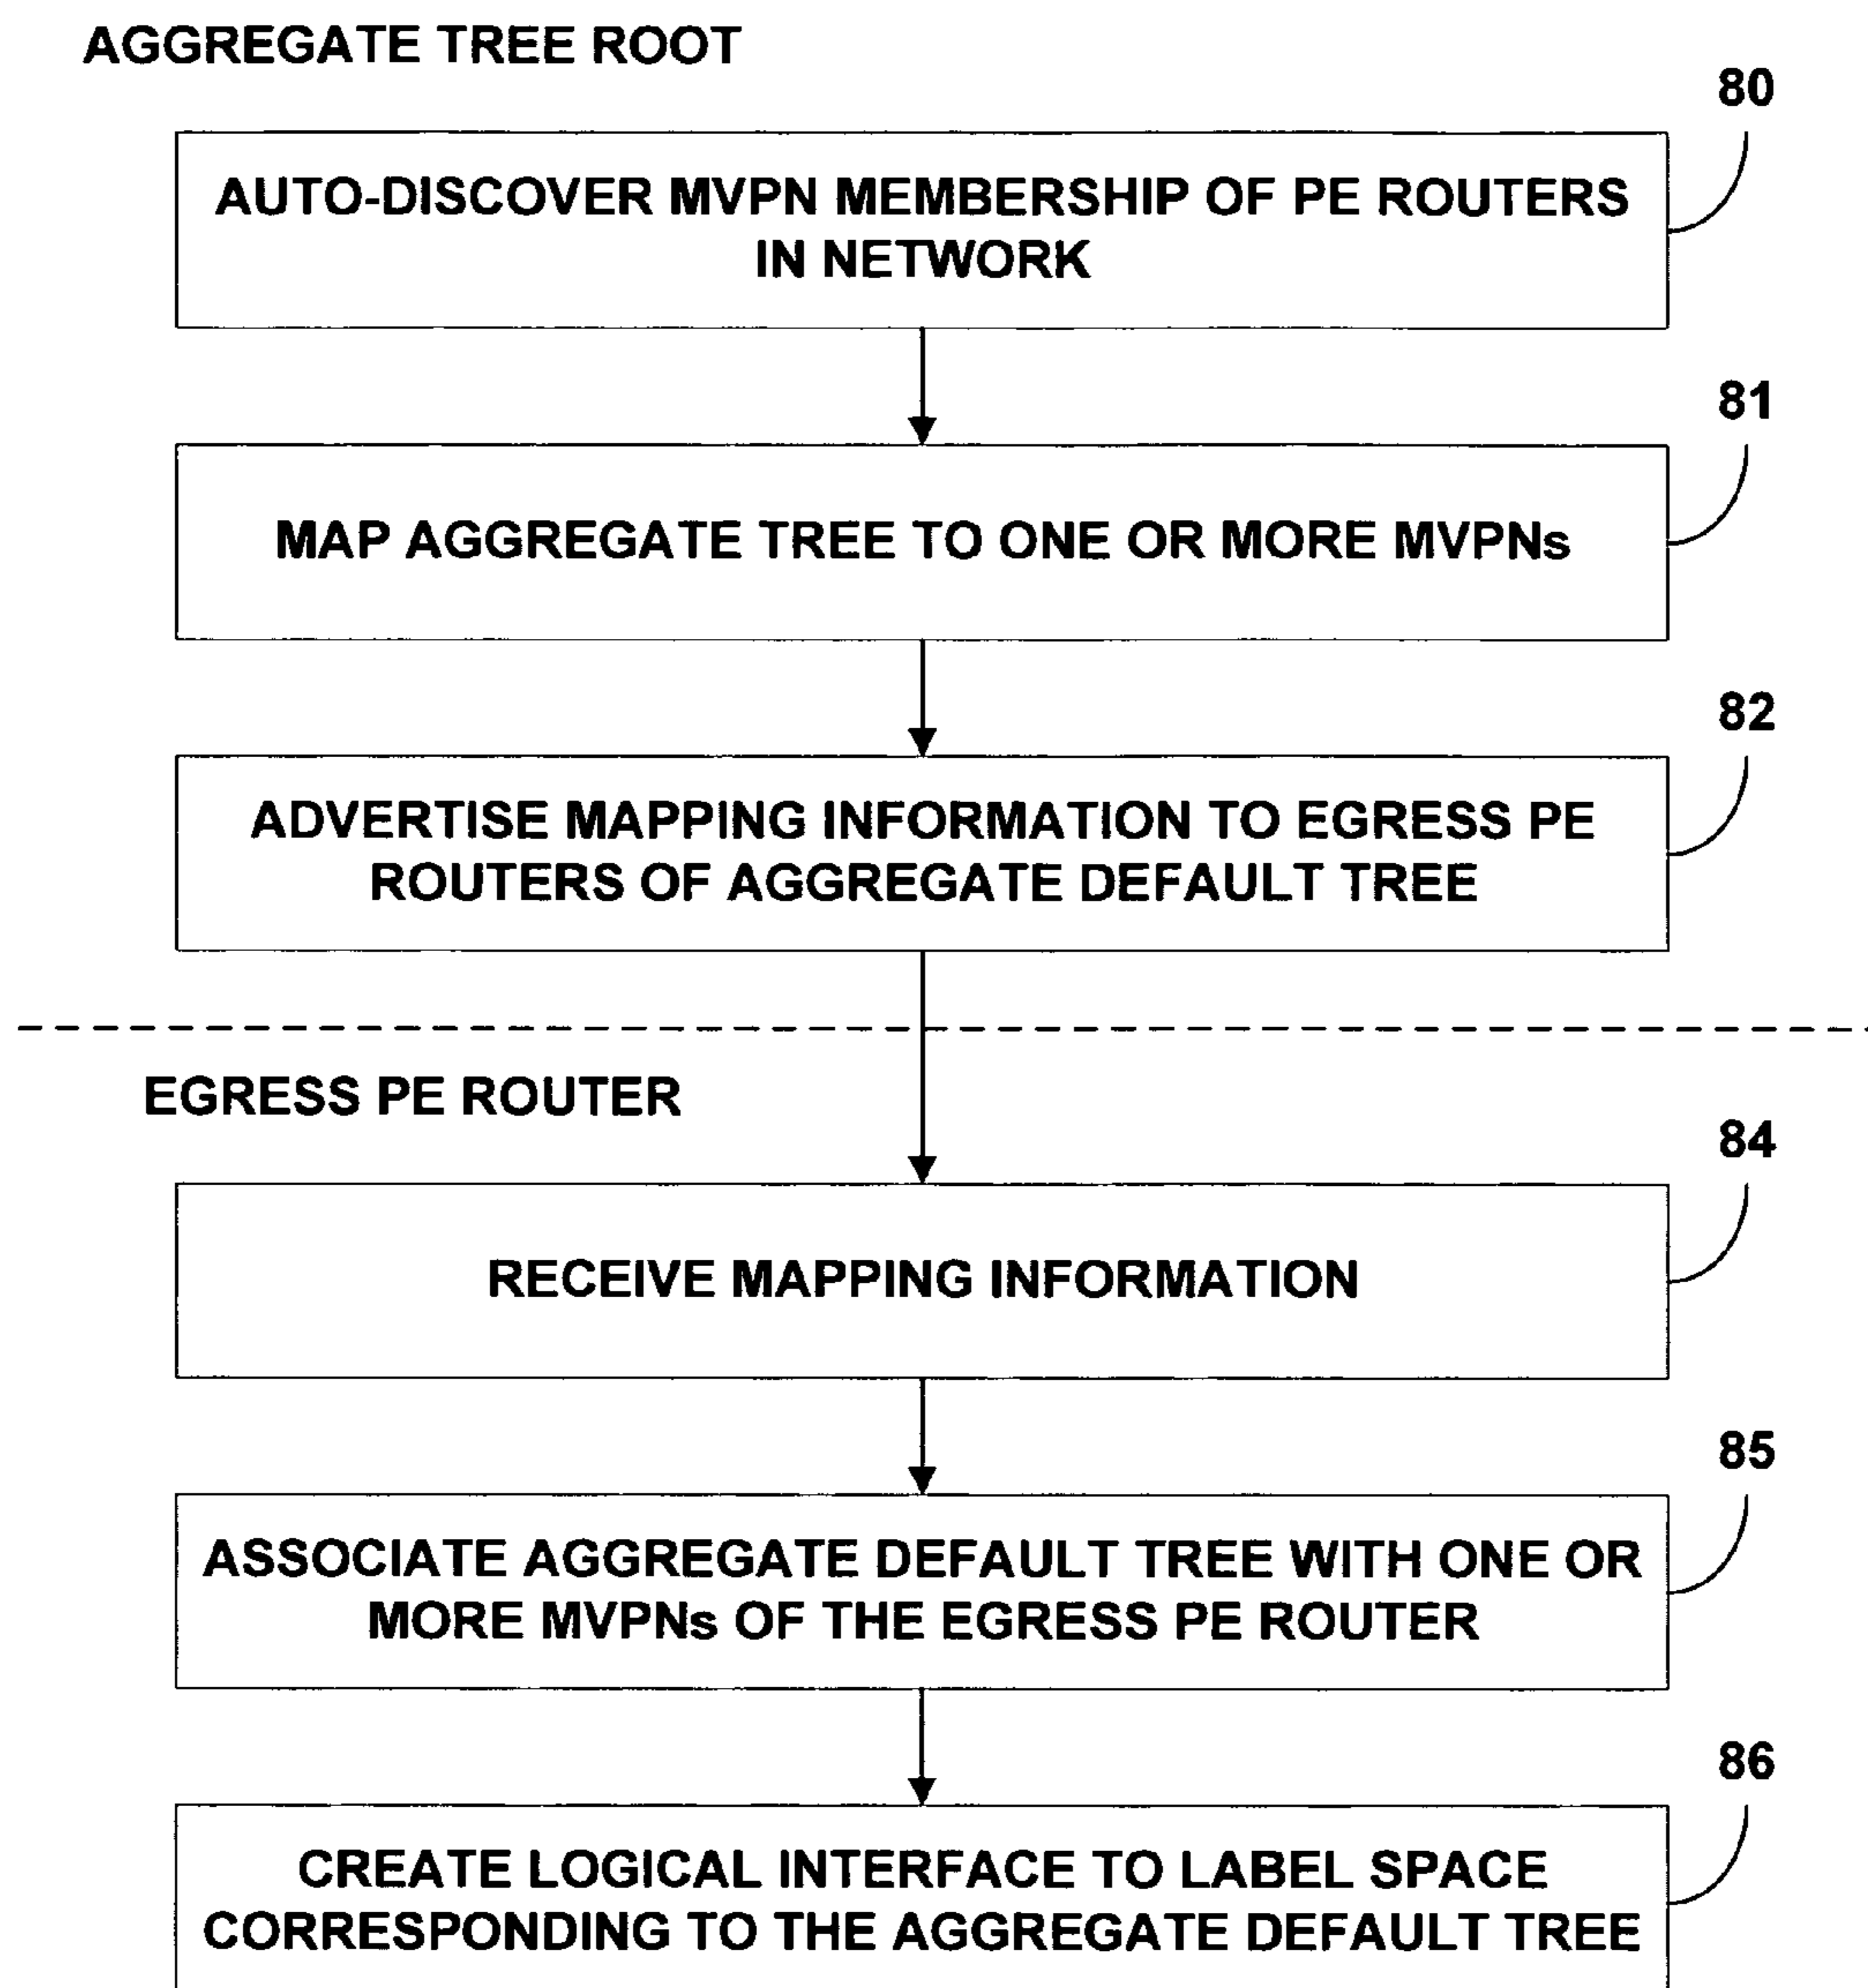 AGGREGATE TREE ROOT
80
AUTO-DISCOVER MVPN MEMBERSHIP OF PE ROUTERS
IN NETWORK
81
MAP AGGREGATE TREE TO ONE OR MORE MVPNs
82
ADVERTISE MAPPING INFORMATION TO EGRESS PE
ROUTERS OF AGGREGATE DEFAULT TREE
EGRESS PE ROUTER
84
RECEIVE MAPPING INFORMATION
85
ASSOCIATE AGGREGATE DEFAULT TREE WITH ONE OR
MORE MVPNs OF THE EGRESS PE ROUTER
86
CREATE LOGICAL INTERFACE TO LABEL SPACE
CORRESPONDING TO THE AGGREGATE DEFAULT TREE